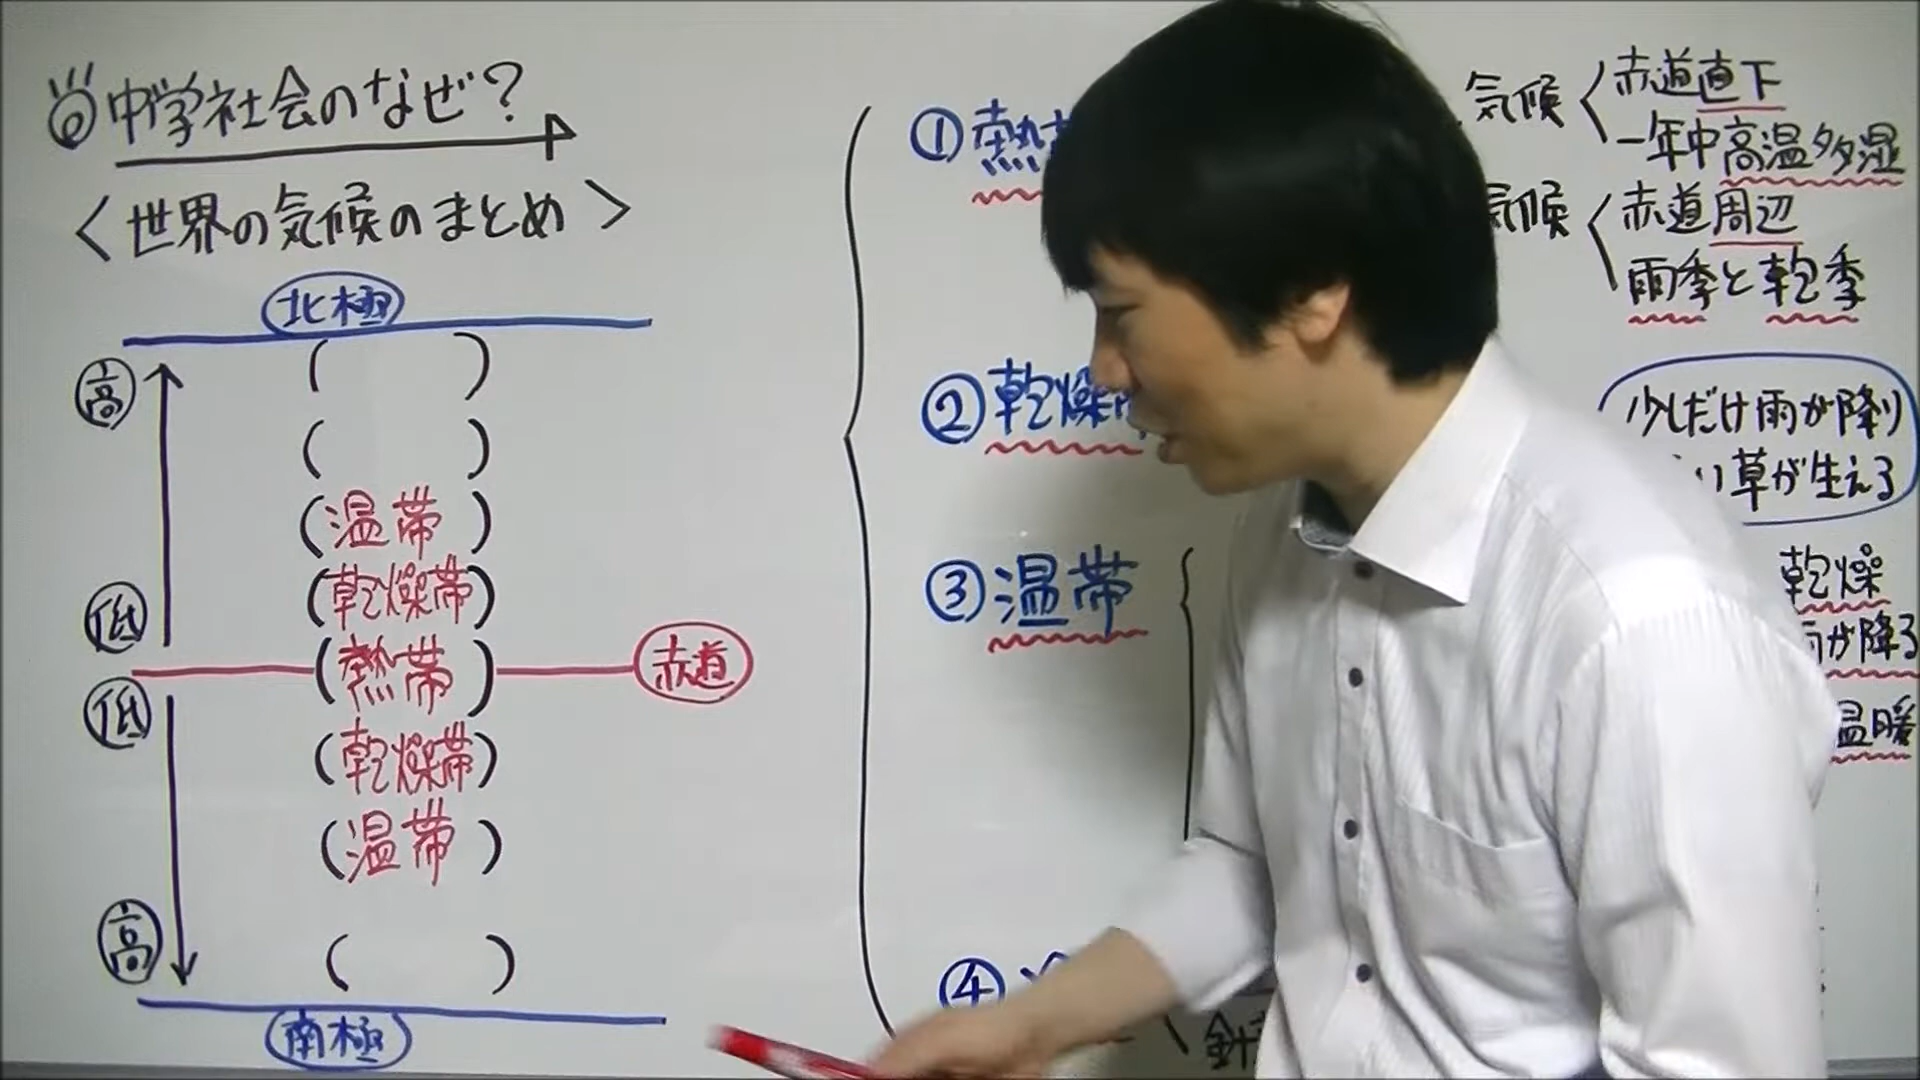 中学社会のなぜ?
<世界の気候のまとめ>
北極
高
( )
( )
(温帯)
(乾燥帯)
低
(熱帯)
赤道
低
(乾燥帯)
(温帯)
高
( )
南極
①熱
気候
赤道直下
一年中高温多湿
気候
赤道周辺
雨季と乾季
②乾燥
少しだけ雨が降り
い草が生える
③温帯
乾燥
雨が降る
温暖
④
針